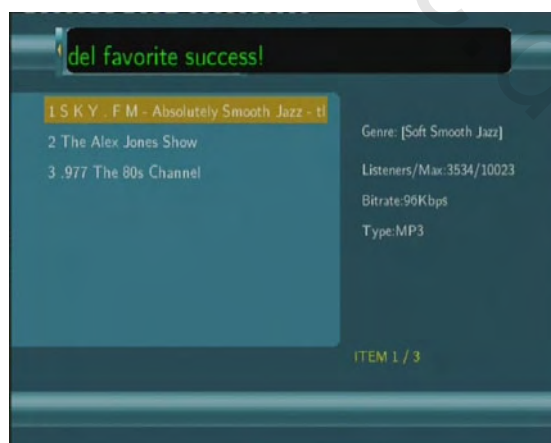 del favorite success!
1 S K Y . F M - Absolutely Smooth Jazz - tl
2 The Alex Jones Show
3 .977 The 80s Channel
Genre: [Soft Smooth Jazz]
Listeners/Max:3534/10023
Bitrate:96Kbps
Type:MP3
ITEM 1 / 3